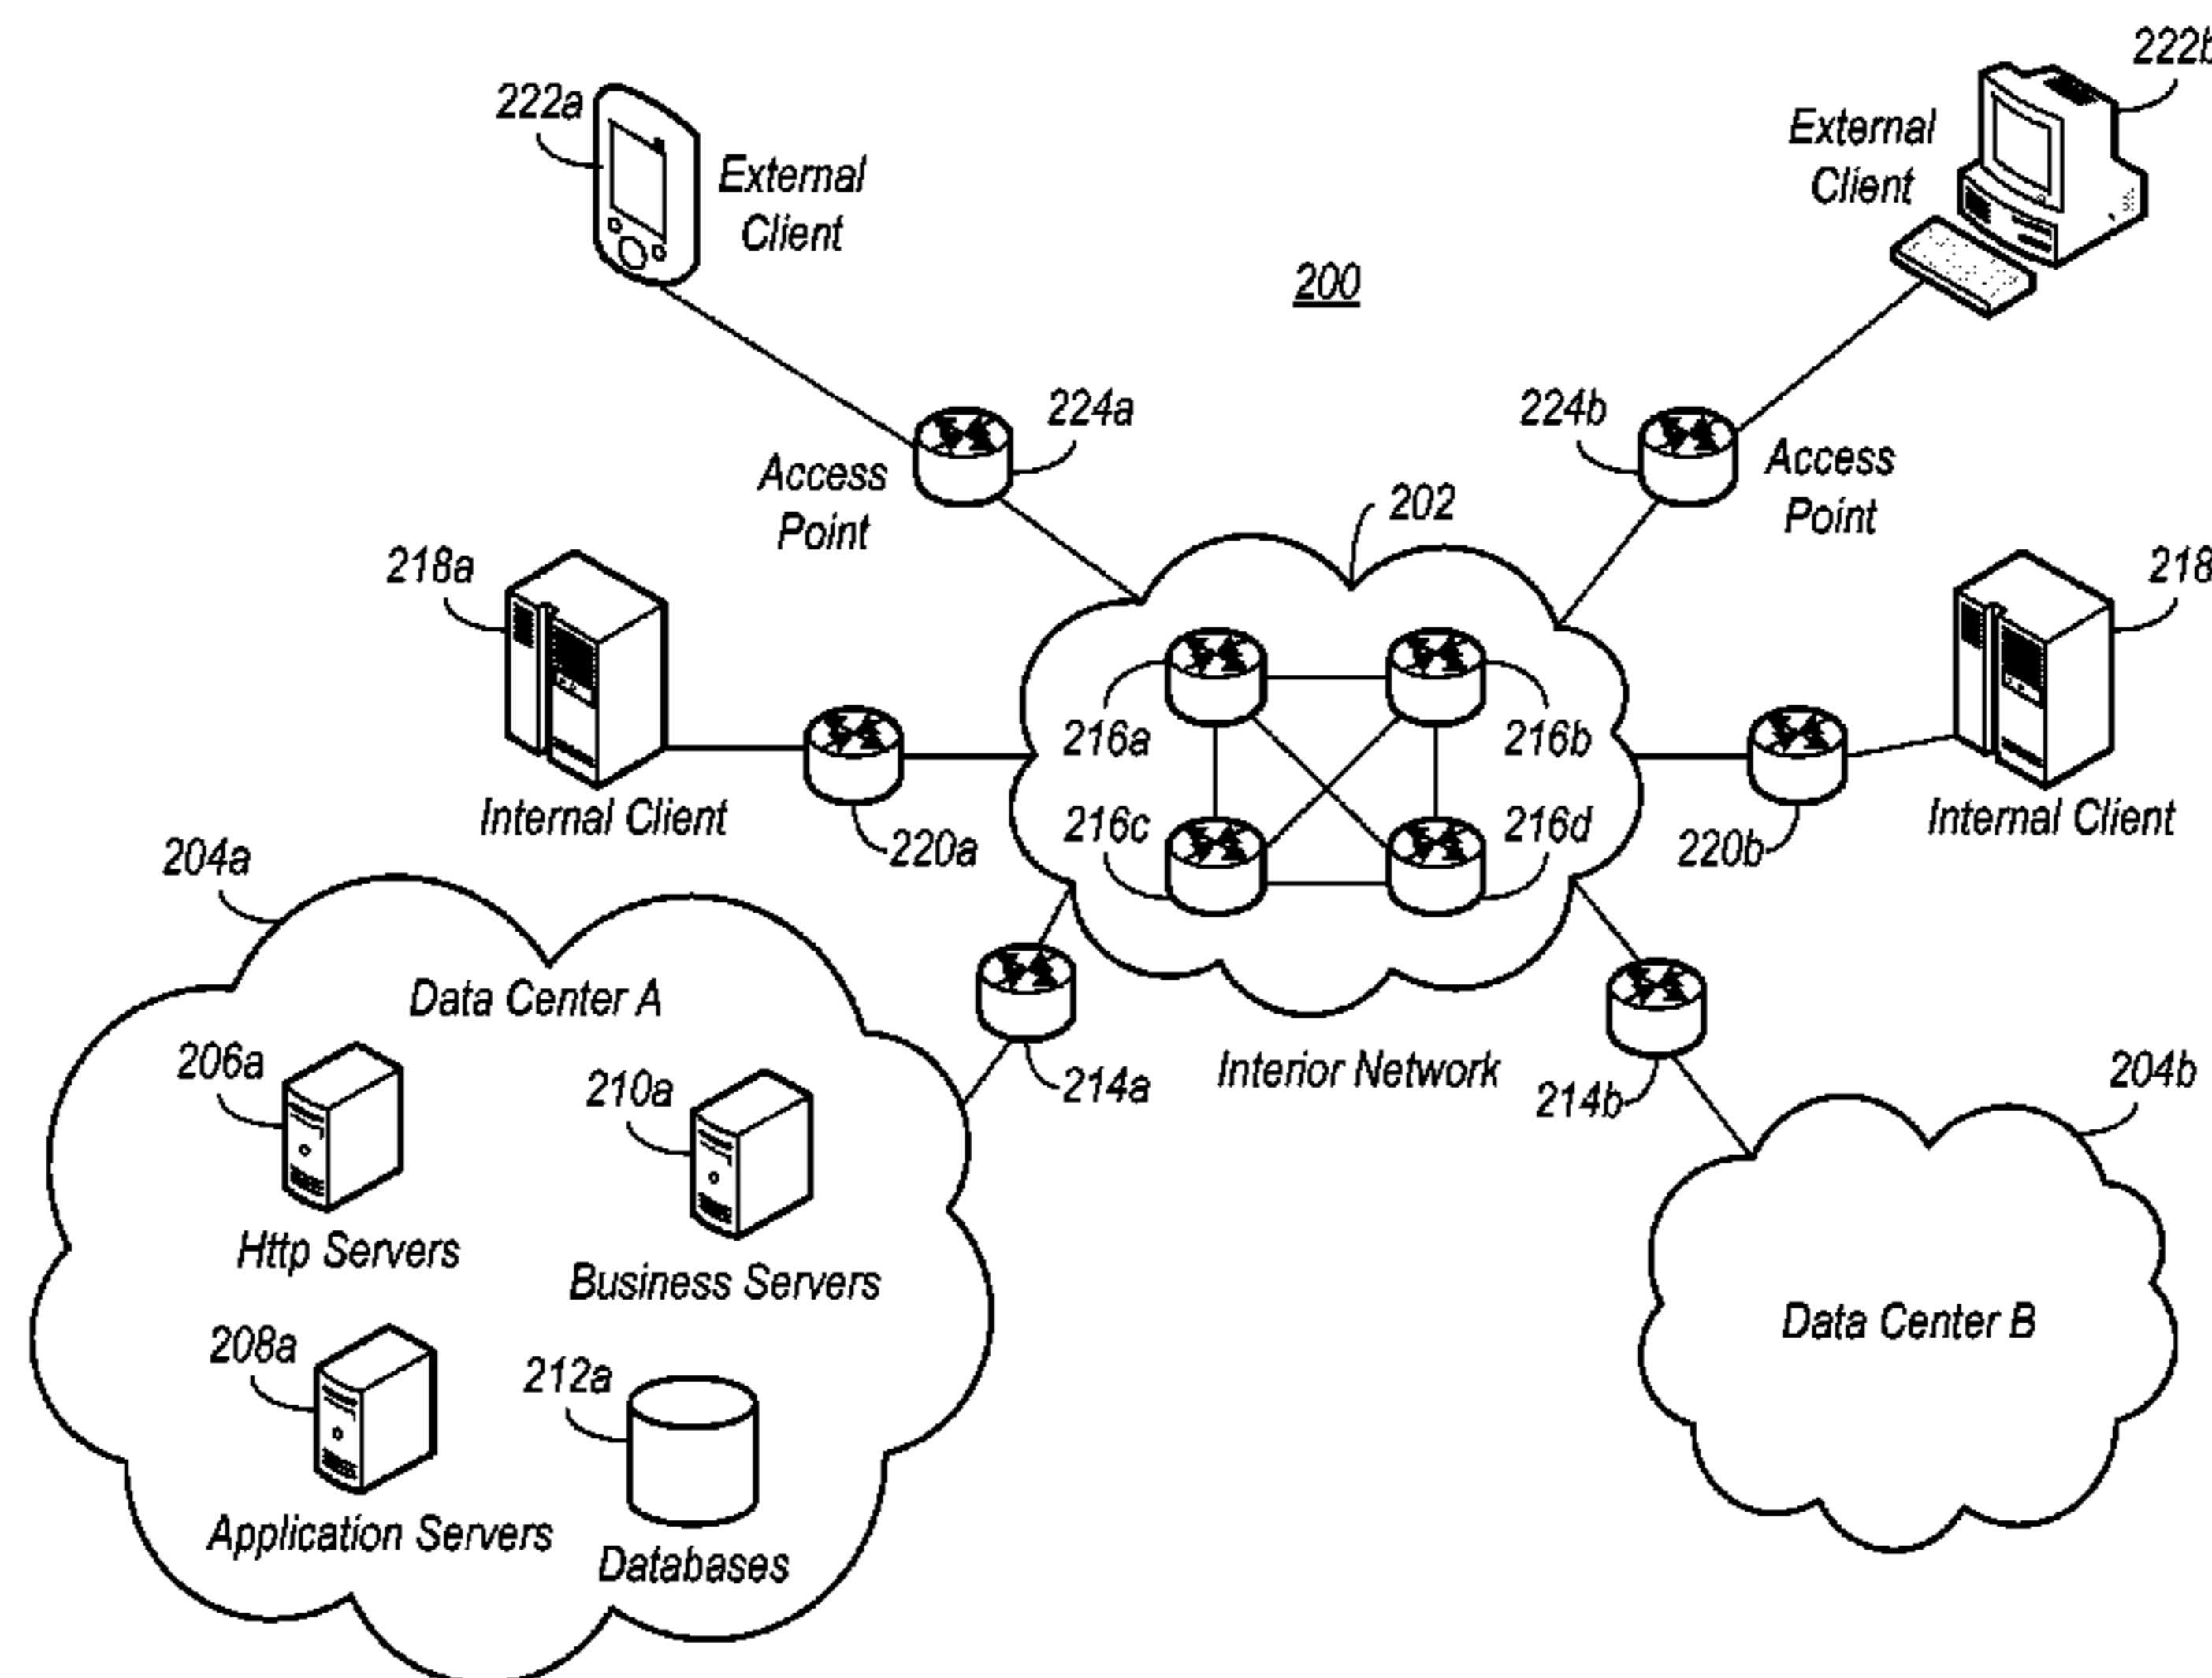 222b
222a
External
Client
External
Client
200
224a
224b
Access
Point
Access
Point
202
218a
218
216a
216b
Internal Client
216c
216d
Internal Client
220a
220b
204a
Data Center A
Interior Network
206a
210a
214a
214b
204b
Http Servers
Business Servers
Data Center B
208a
212a
Application Servers
Databases